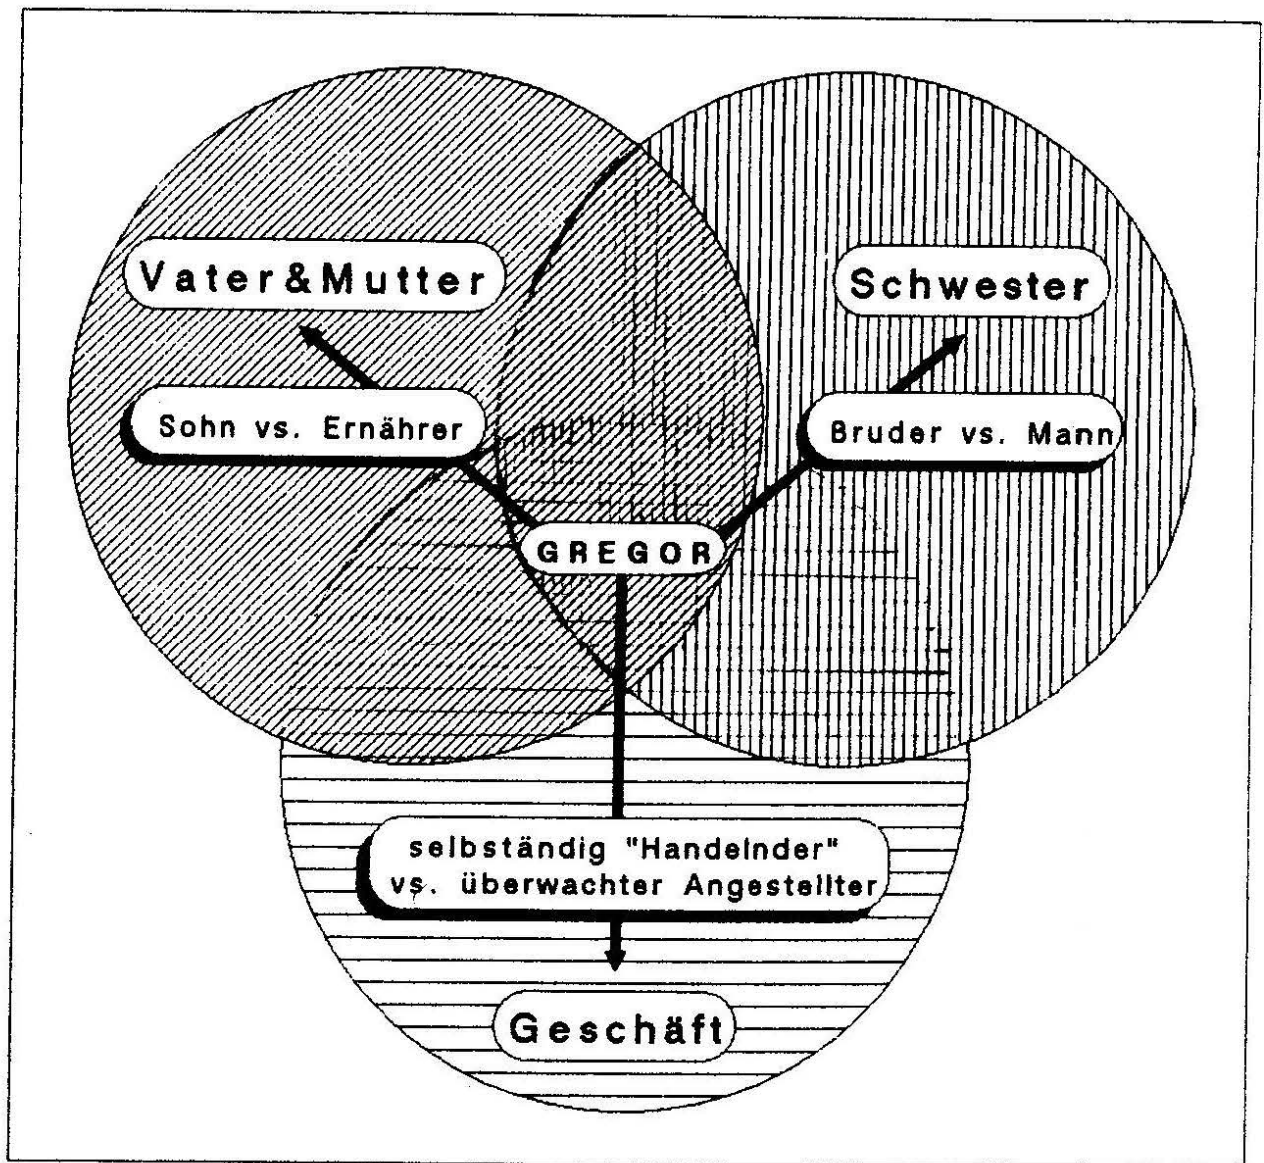 Vater&Mutter
Schwester
Sohn vs. Ernährer
Bruder vs. Mann
GREGOR
selbständig "Handelnder"
vs. überwachter Angestellter
Geschäft